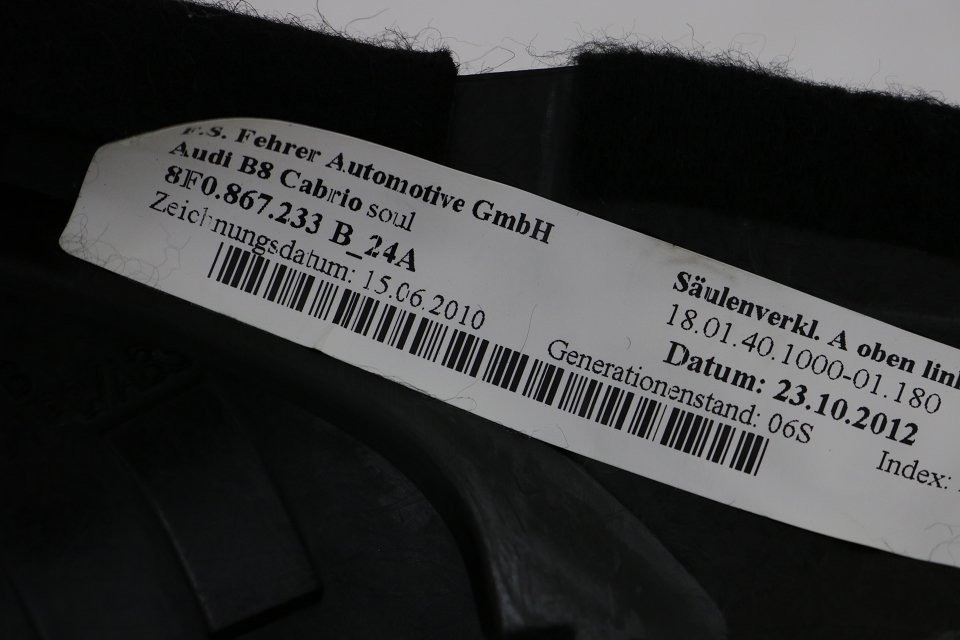 F.S. Fehrer Automotive GmbH
Audi B8 Cabrio soul
8F0.867.233 B_24A
Zeichnungsdatum: 15.06.2010
Säulenverkl. A oben
18.01.40.1000-01.180
Datum: 23.10.2012
Generationenstand: 06S
Index: